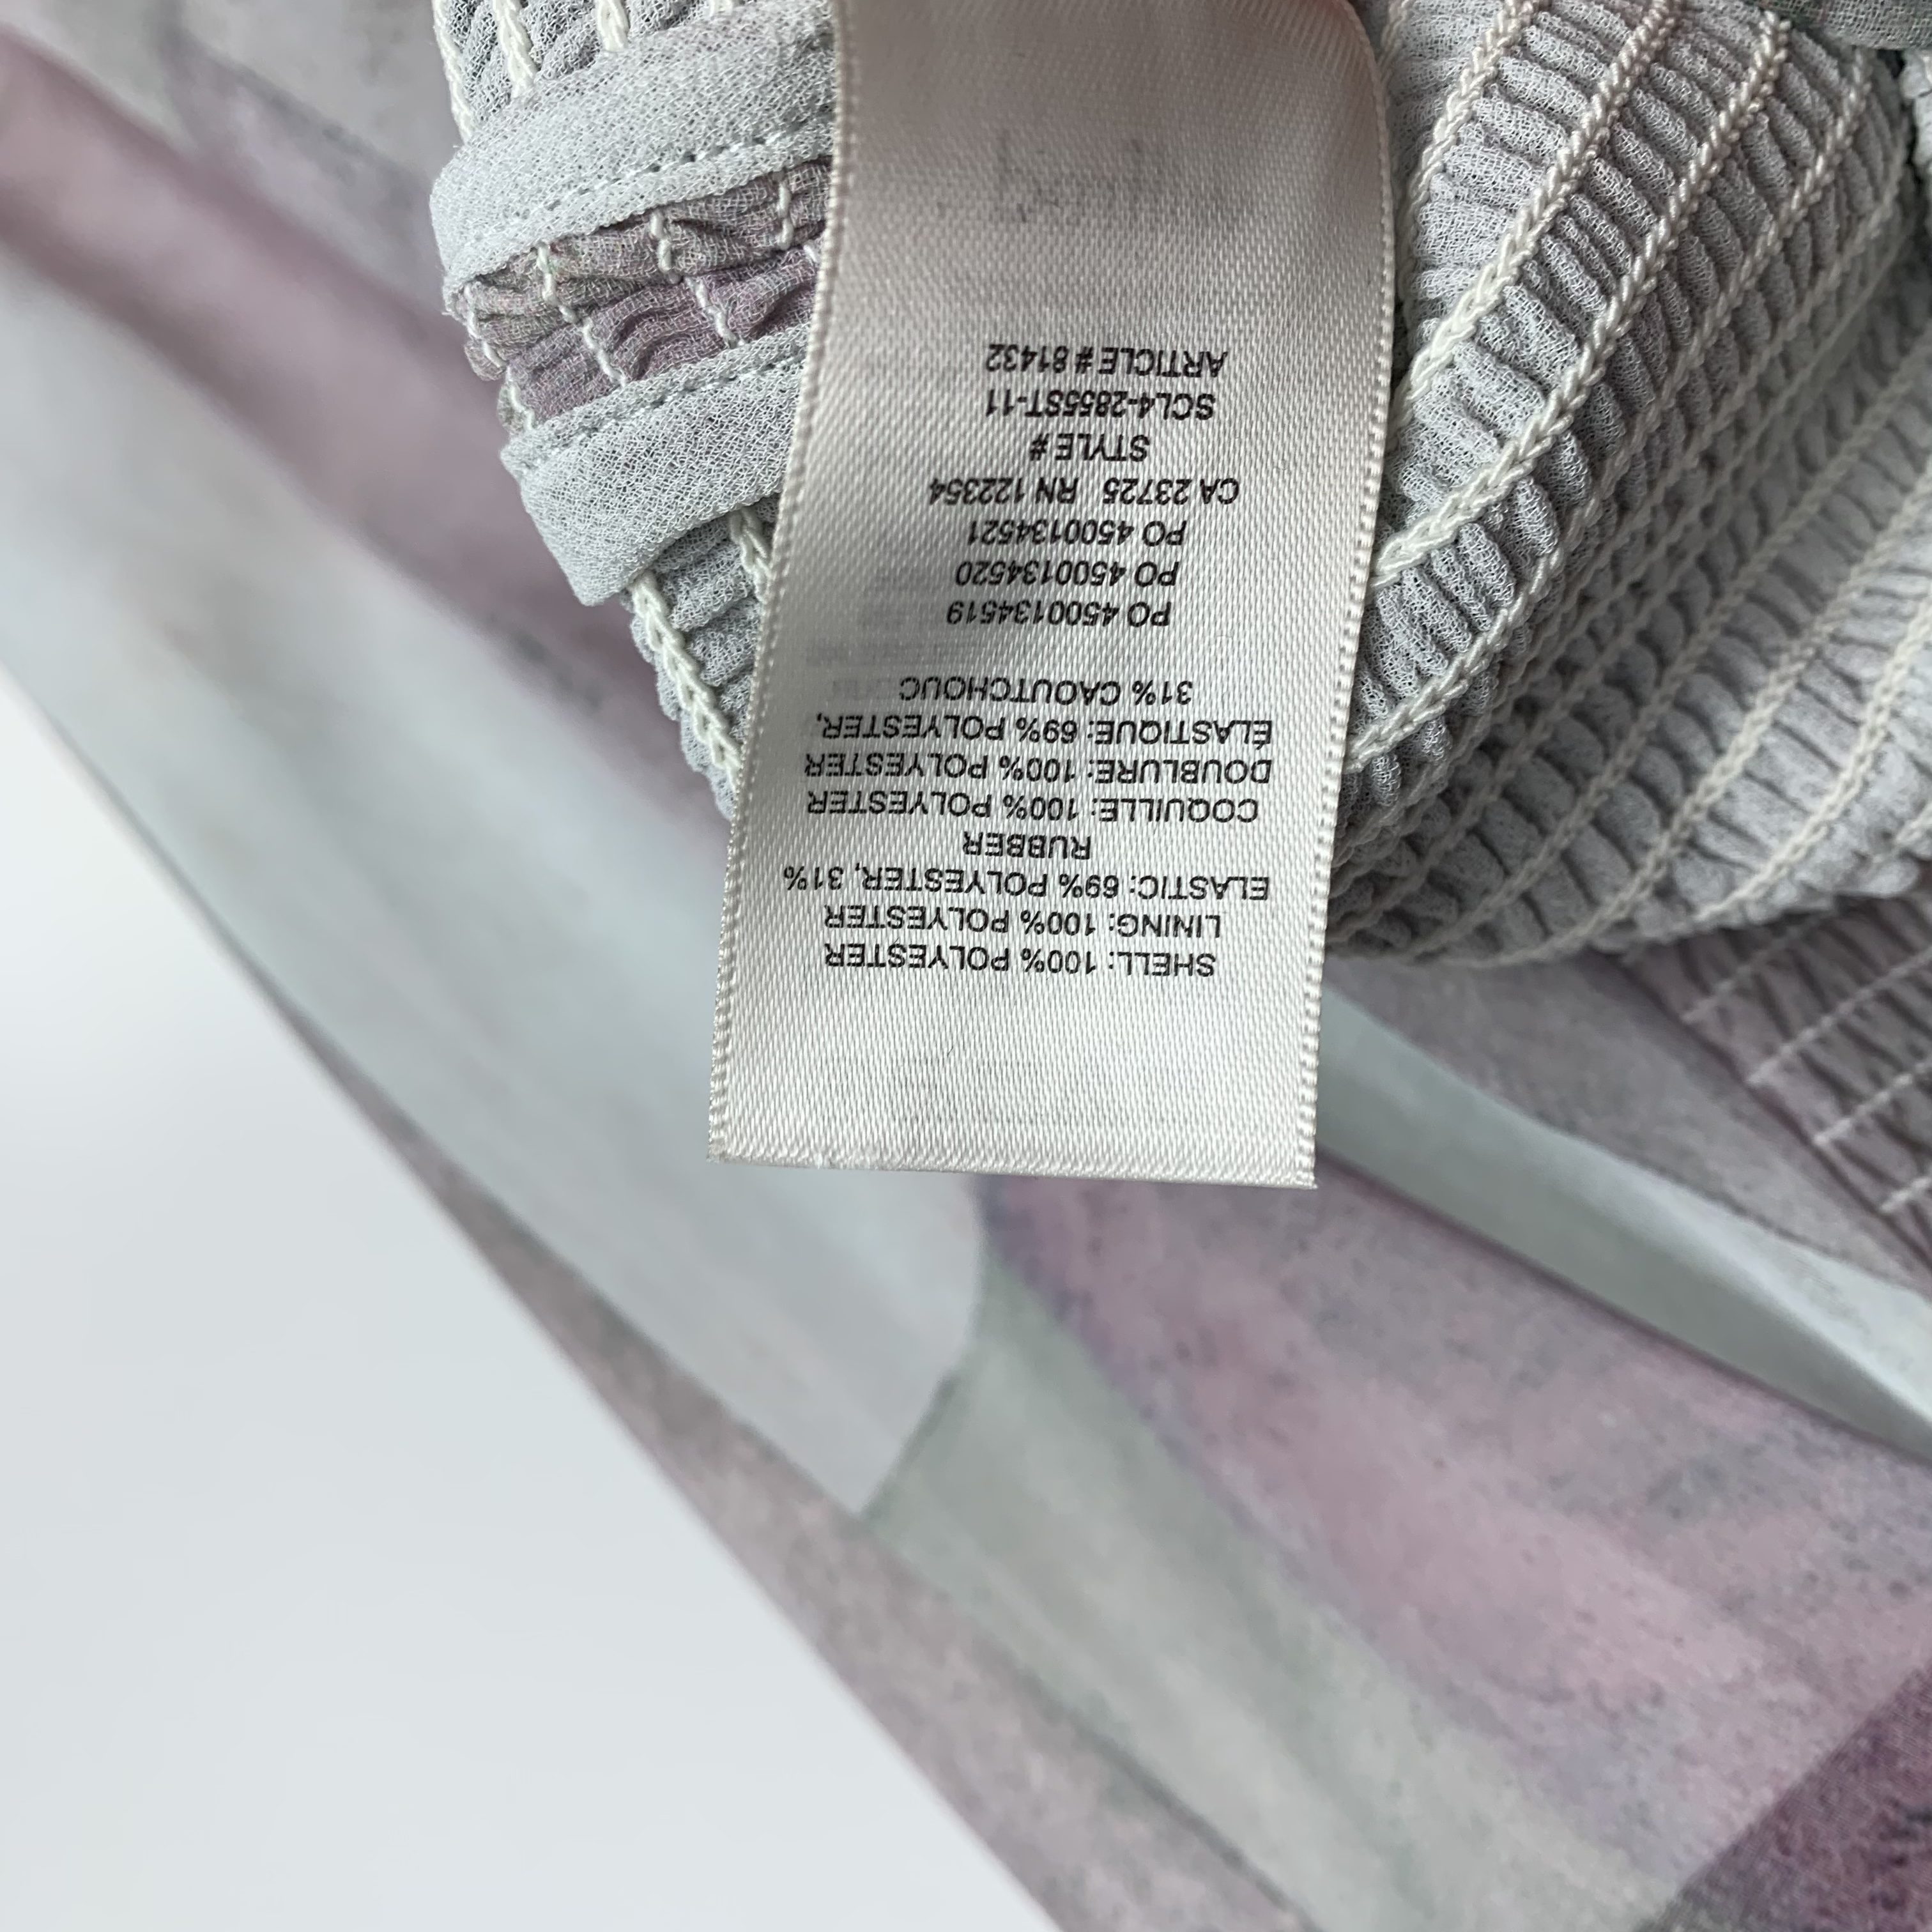 SHELL: 100% POLYESTER
LINING: 100% POLYESTER
ELASTIC: 69% POLYESTER, 31%
RUBBER
COQUILLE: 100% POLYESTER
DOUBLURE: 100% POLYESTER
ÉLASTIQUE: 69% POLYESTER,
31% CAOUTCHOUC
PO 4500134519
PO 4500134520
PO 4500134521
CA 23725 RN 122354
STYLE #
SCL4-2855ST-11
ARTICLE # 81432